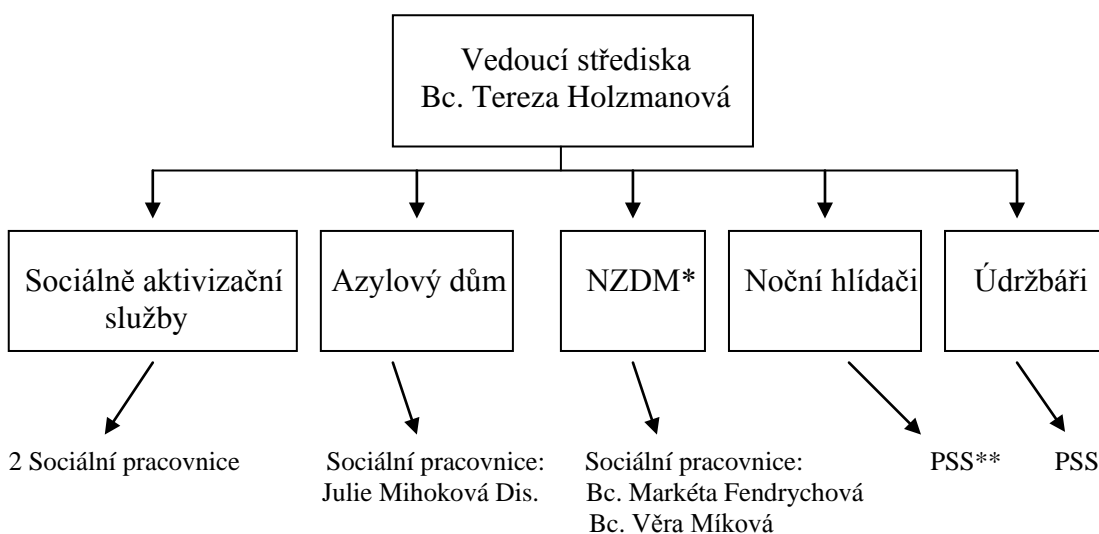 Vedoucí střediska
Bc. Tereza Holzmanová
Sociálně aktivizační
služby
Azylový dům
NZDM*
Noční hlídači
Údržbáři
2 Sociální pracovnice
Sociální pracovnice:
Julie Mihoková Dis.
Sociální pracovnice:
Bc. Markéta Fendrychová
Bc. Věra Míková
PSS**
PSS